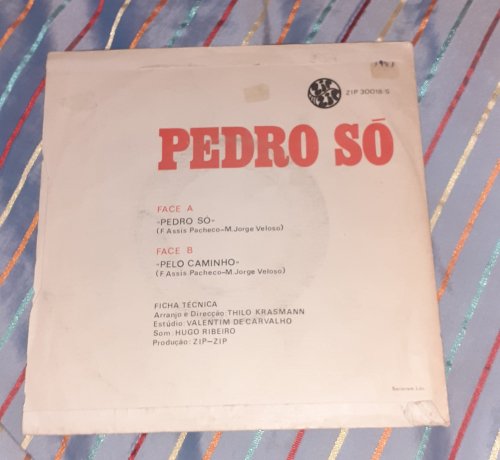 ZIP 30018/S
PEDRO SÓ
FACE A
-PEDRO SÓ-
(F. Assis Pacheco-M. Jorge Veloso)
FACE B
-PELO CAMINHO-
(F. Assis Pacheco-M. Jorge Veloso)
FICHA TÉCNICA
Arranjo e Direcção: THILO KRASMANN
Estúdio: VALENTIM DE CARVALHO
Som: HUGO RIBEIRO
Produção: ZIP-ZIP